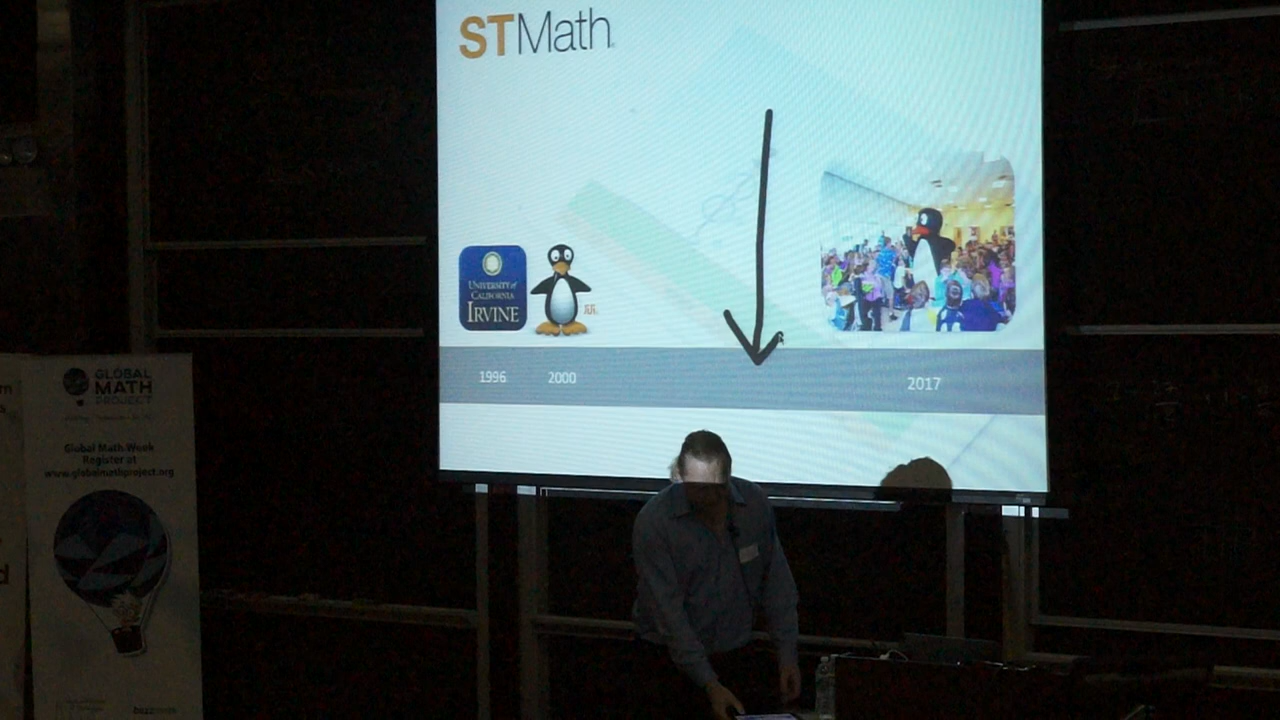 STMath
UNIVERSITY of
CALIFORNIA
IRVINE
1996
2000
2017
GLOBAL
MATH
PROJECT
Global Math Week
Register at
www.globalmathproject.org